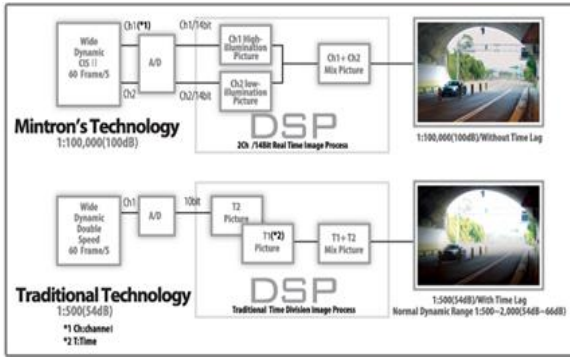 Wide
Dynamic
CIS II
60 Frame/S
Ch1(*1)
Ch2
A/D
Ch1/14bit
Ch2/14bit
Ch1 High-
Illumination
Picture
Ch2 low-
Illumination
Picture
Ch1+ Ch2
Mix Picture
DSP
2Ch /14Bit Real Time Image Process
Mintron's Technology
1:100,000(100dB)
1:100,000(100dB)/Without Time Lag
Wide
Dynamic
Double
Speed
60 Frame/S
Ch1
A/D
10bit
T2
Picture
T1(*2)
Picture
T1+T2
Mix Picture
DSP
Traditional Time Division Image Process
Traditional Technology
1:500(54dB)
*1 Ch:channel
*2 T:Time
1:500(54dB)/With Time Lag
Normal Dynamic Range 1:500~2,000(54dB~66dB)